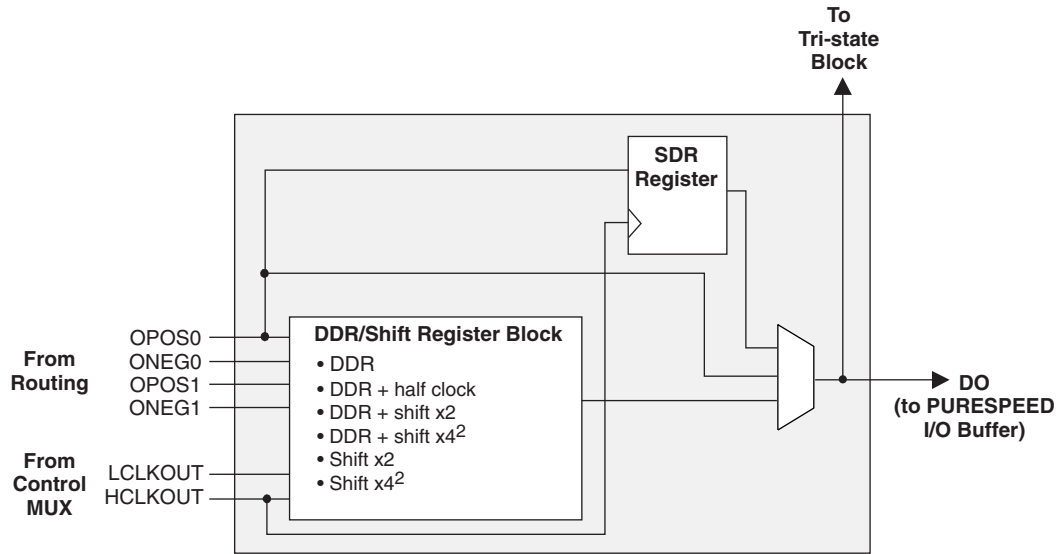 To
Tri-state
Block
SDR
Register
From
Routing
OPOS0
ONEG0
OPOS1
ONEG1
DDR/Shift Register Block
• DDR
• DDR + half clock
• DDR + shift x2
• DDR + shift x4²
• Shift x2
• Shift x4²
From
Control
MUX
LCLKOUT
HCLKOUT
DO
(to PURESPEED
I/O Buffer)